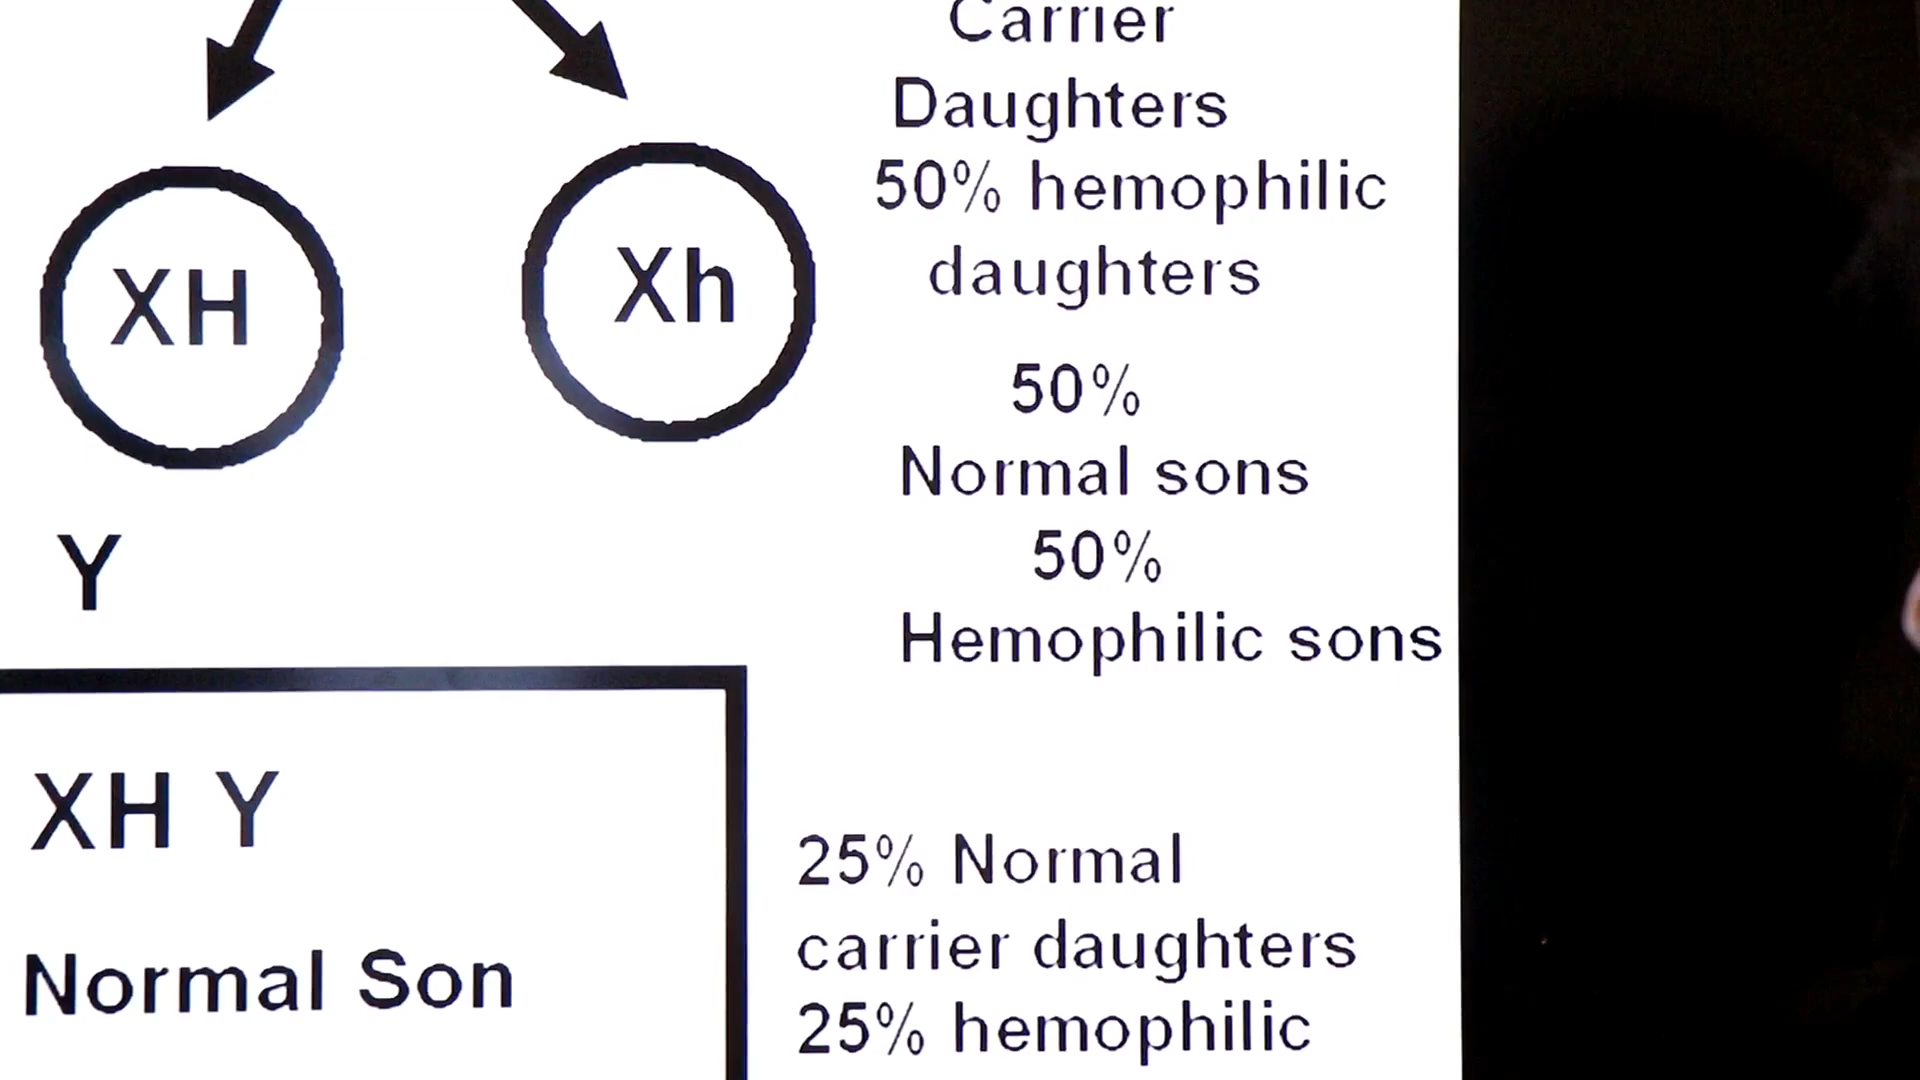 Carrier
Daughters
50% hemophilic
daughters
XH
Xh
50%
Normal sons
50%
Hemophilic sons
Y
XH Y
Normal Son
25% Normal
carrier daughters
25% hemophilic